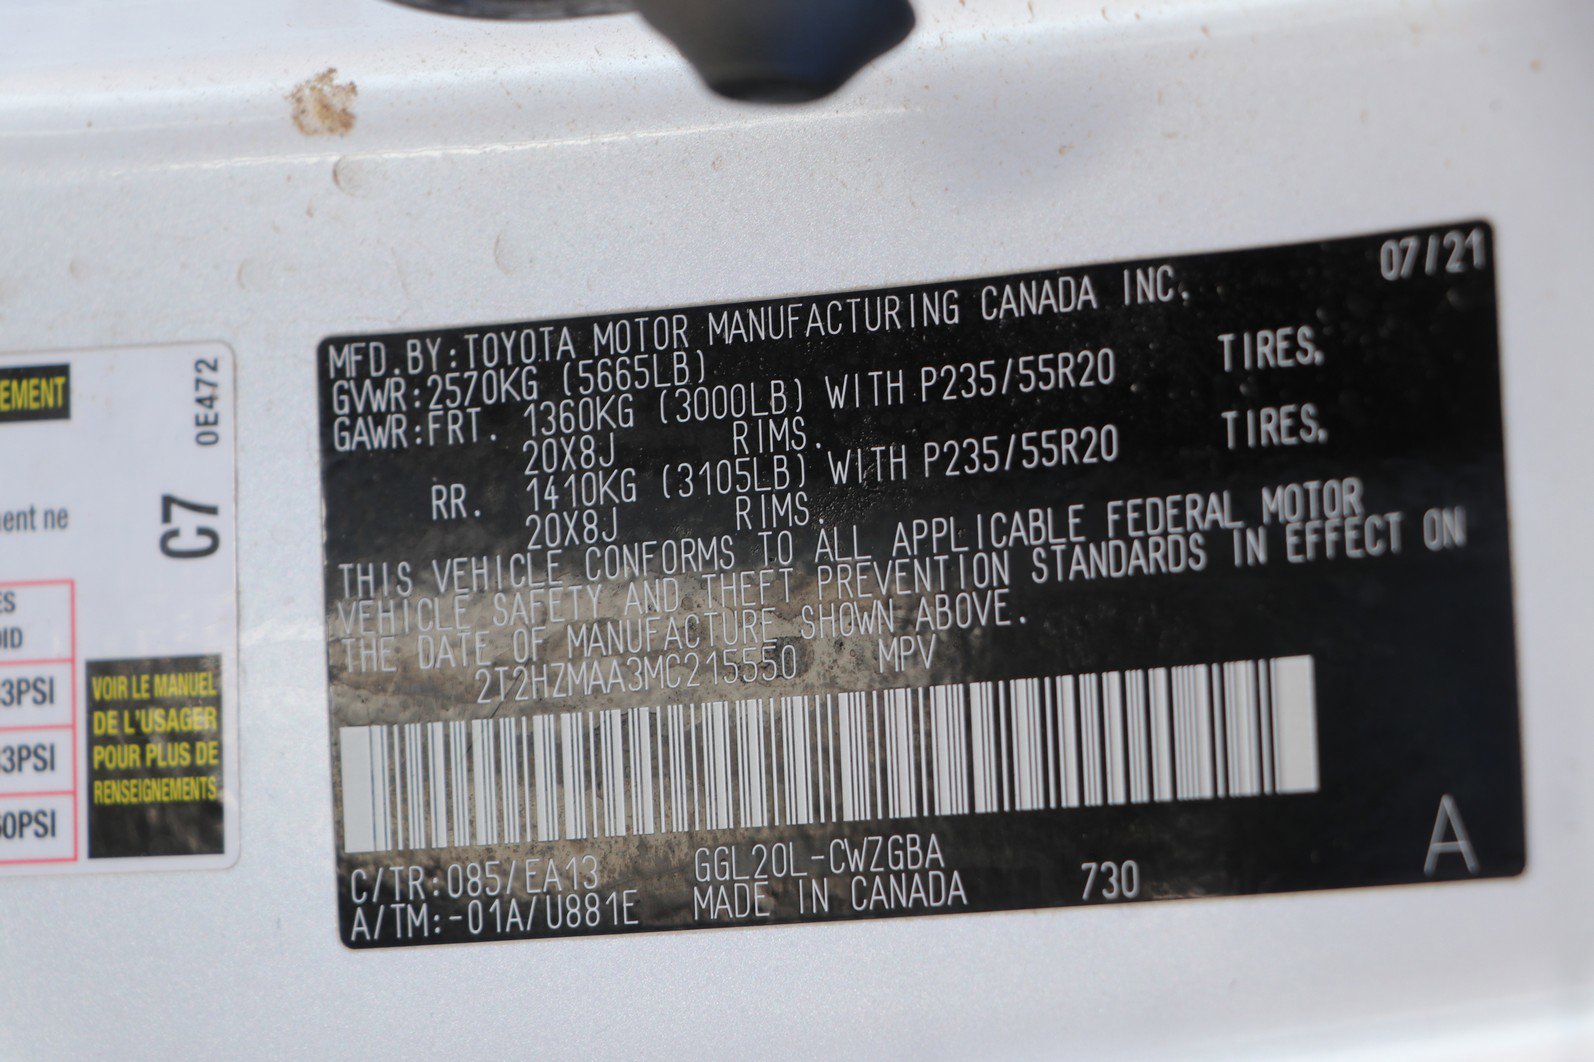 EMENT
0E472
C7
ent ne
ES
ID
3PSI
3PSI
60PSI
VOIR LE MANUEL
DE L'USAGER
POUR PLUS DE
RENSEIGNEMENTS
07/21
MFD.BY:TOYOTA MOTOR MANUFACTURING CANADA INC.
GVWR:2570KG (5665LB)
GAWR:FRT. 1360KG (3000LB) WITH P235/55R20 TIRES,
20X8J RIMS.
RR. 1410KG (3105LB) WITH P235/55R20 TIRES,
20X8J RIMS.
THIS VEHICLE CONFORMS TO ALL APPLICABLE FEDERAL MOTOR
VEHICLE SAFETY AND THEFT PREVENTION STANDARDS IN EFFECT ON
THE DATE OF MANUFACTURE SHOWN ABOVE.
2T2HZMAA3MC215550 MPV
C/TR:085/EA13 GGL20L-CWZGBA
A/TM:-01A/U881E MADE IN CANADA 730
A